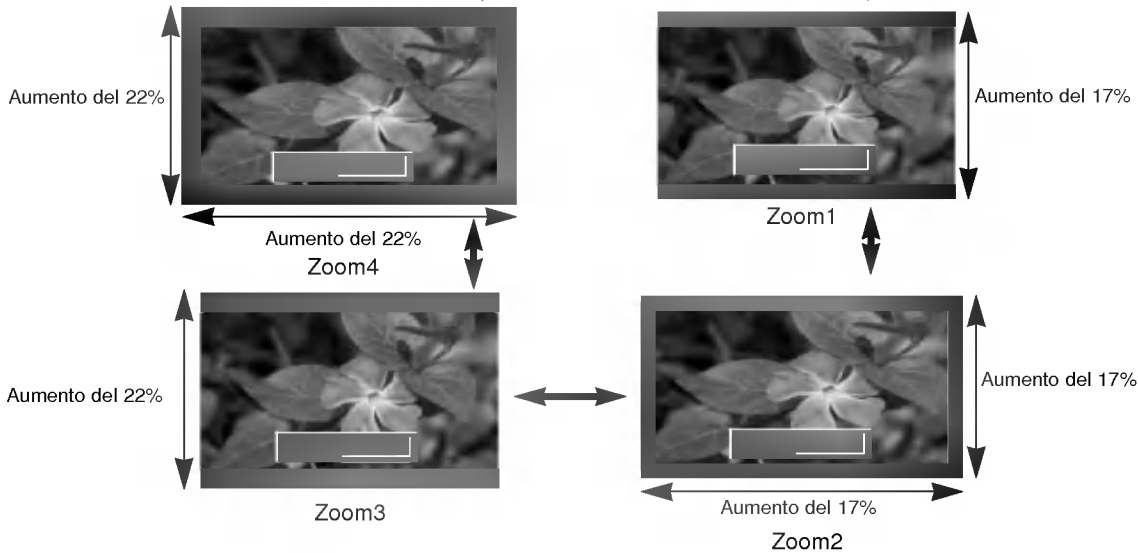 Aumento del 22%
Aumento del 17%
Zoom1
Aumento del 22%
Zoom4
Aumento del 22%
Aumento del 17%
Zoom3
Aumento del 17%
Zoom2